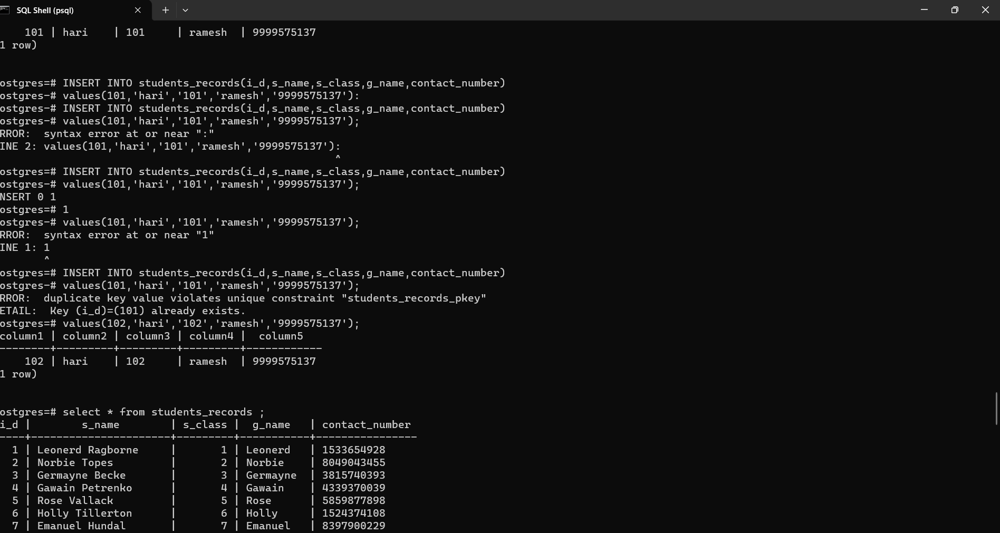 SQL Shell (psql)
101 | hari    | 101     | ramesh  | 9999575137
1 row)
ostgres=# INSERT INTO students_records(i_d,s_name,s_class,g_name,contact_number)
ostgres-# values(101,'hari','101','ramesh','9999575137'):
ostgres-# INSERT INTO students_records(i_d,s_name,s_class,g_name,contact_number)
ostgres-# values(101,'hari','101','ramesh','9999575137');
RROR:  syntax error at or near ":"
INE 2: values(101,'hari','101','ramesh','9999575137'):
^
ostgres=# INSERT INTO students_records(i_d,s_name,s_class,g_name,contact_number)
ostgres-# values(101,'hari','101','ramesh','9999575137');
NSERT 0 1
ostgres=# 1
ostgres-# values(101,'hari','101','ramesh','9999575137');
RROR:  syntax error at or near "1"
INE 1: 1
^
ostgres=# INSERT INTO students_records(i_d,s_name,s_class,g_name,contact_number)
ostgres-# values(101,'hari','101','ramesh','9999575137');
RROR:  duplicate key value violates unique constraint "students_records_pkey"
ETAIL:  Key (i_d)=(101) already exists.
ostgres=# values(102,'hari','102','ramesh','9999575137');
column1 | column2 | column3 | column4 |  column5
--------+---------+---------+---------+------------
102 | hari    | 102     | ramesh  | 9999575137
1 row)
ostgres=# select * from students_records ;
i_d |        s_name        | s_class |  g_name   | contact_number
----+----------------------+---------+-----------+----------------
1 | Leonerd Ragborne     |       1 | Leonerd   | 1533654928
2 | Norbie Topes         |       2 | Norbie    | 8049043455
3 | Germayne Becke       |       3 | Germayne  | 3815740393
4 | Gawain Petrenko      |       4 | Gawain    | 4339370039
5 | Rose Vallack         |       5 | Rose      | 5859877898
6 | Holly Tillerton      |       6 | Holly     | 1524374108
7 | Emanuel Hundal       |       7 | Emanuel   | 8397900229